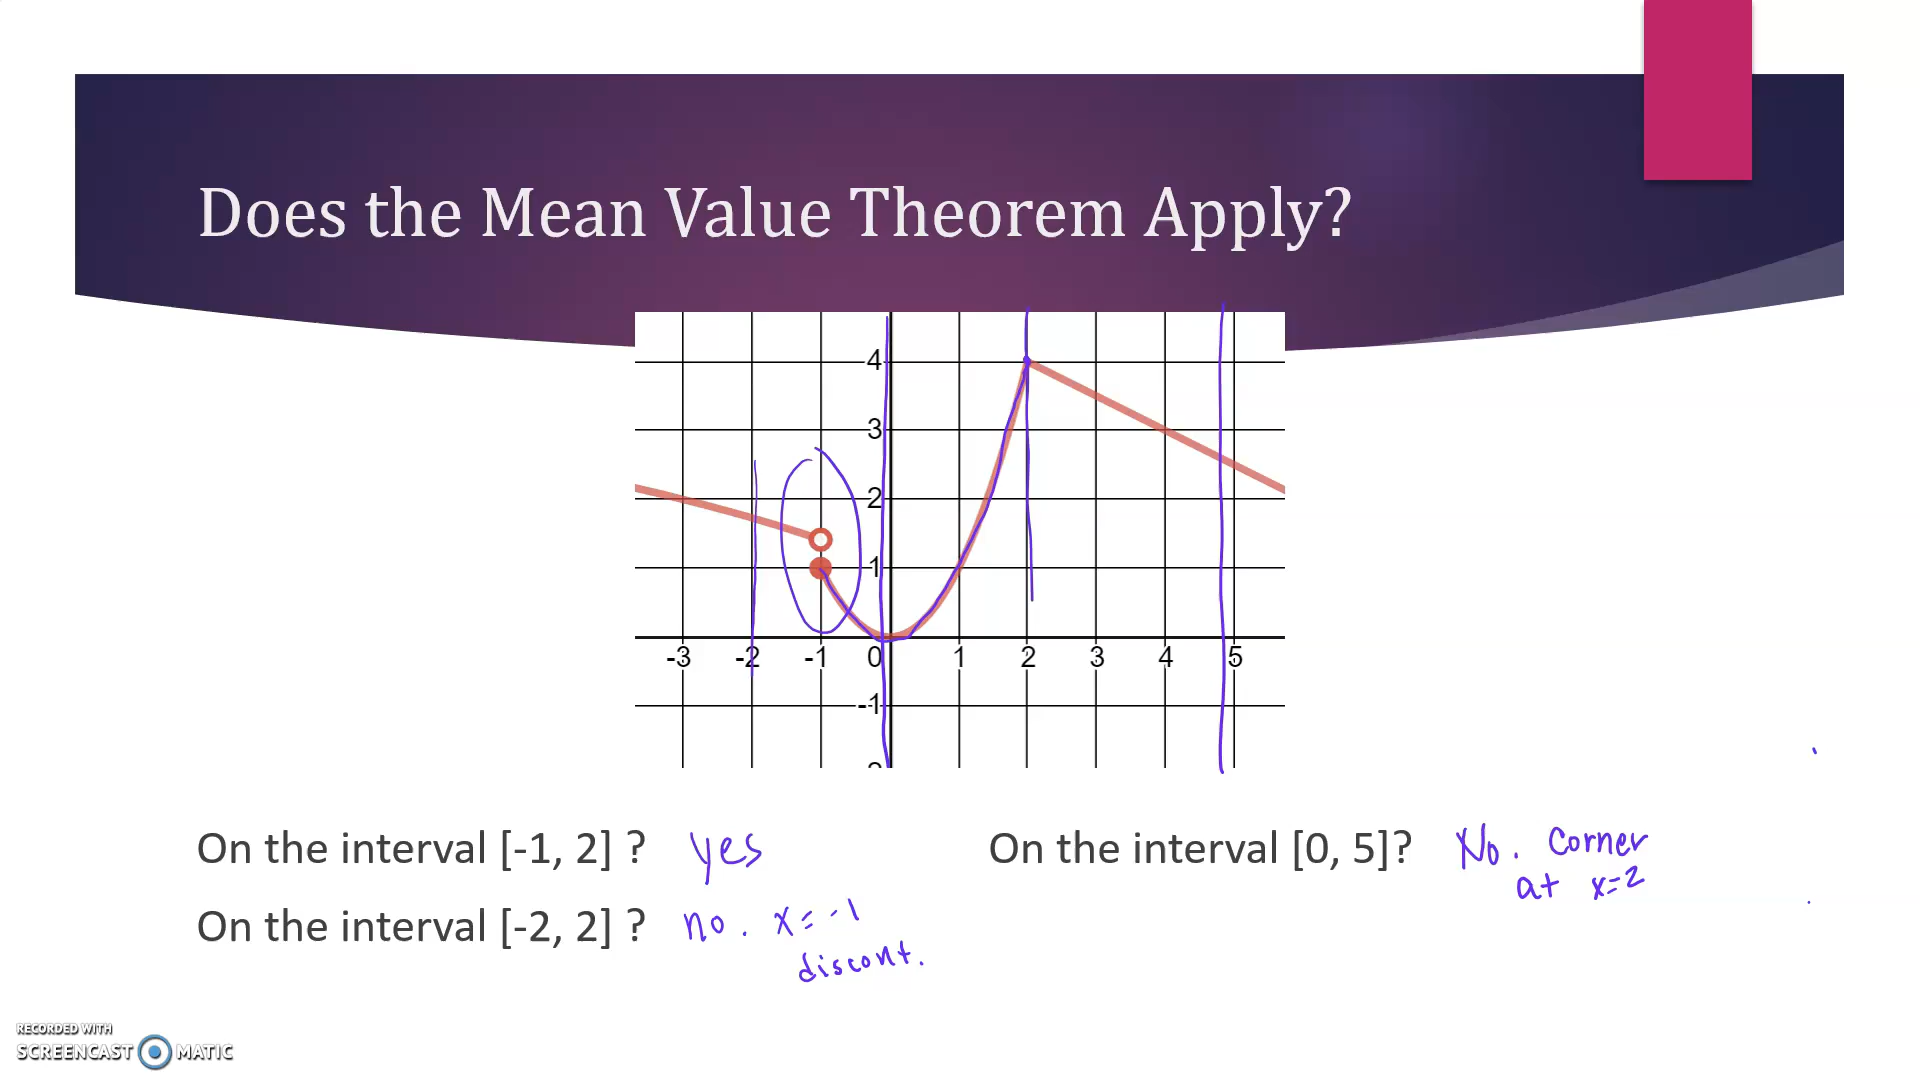 Does the Mean Value Theorem Apply?
4
3
2
1
-3 -2 -1 0 1 2 3 4 5
-1
On the interval [-1, 2] ? yes
On the interval [0, 5]? No. Corner
at x=2
On the interval [-2, 2] ? no. x=-1
discont.
RECORDED WITH
SCREENCAST MATIC